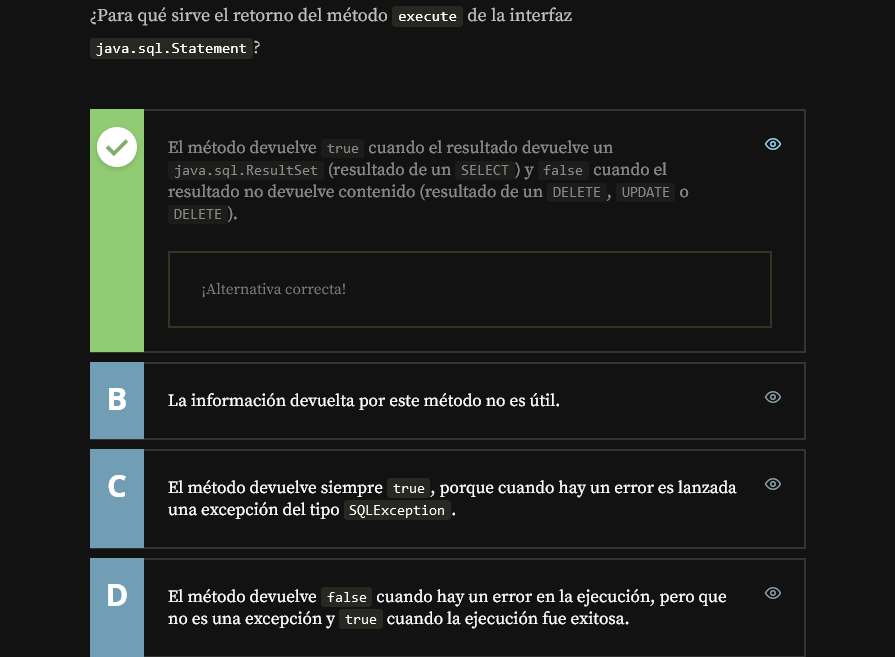 ¿Para qué sirve el retorno del método execute de la interfaz
java.sql.Statement?
El método devuelve true cuando el resultado devuelve un
java.sql.ResultSet (resultado de un SELECT) y false cuando el
resultado no devuelve contenido (resultado de un DELETE, UPDATE o
DELETE).
¡Alternativa correcta!
B
La información devuelta por este método no es útil.
C
El método devuelve siempre true, porque cuando hay un error es lanzada
una excepción del tipo SQLException.
D
El método devuelve false cuando hay un error en la ejecución, pero que
no es una excepción y true cuando la ejecución fue exitosa.